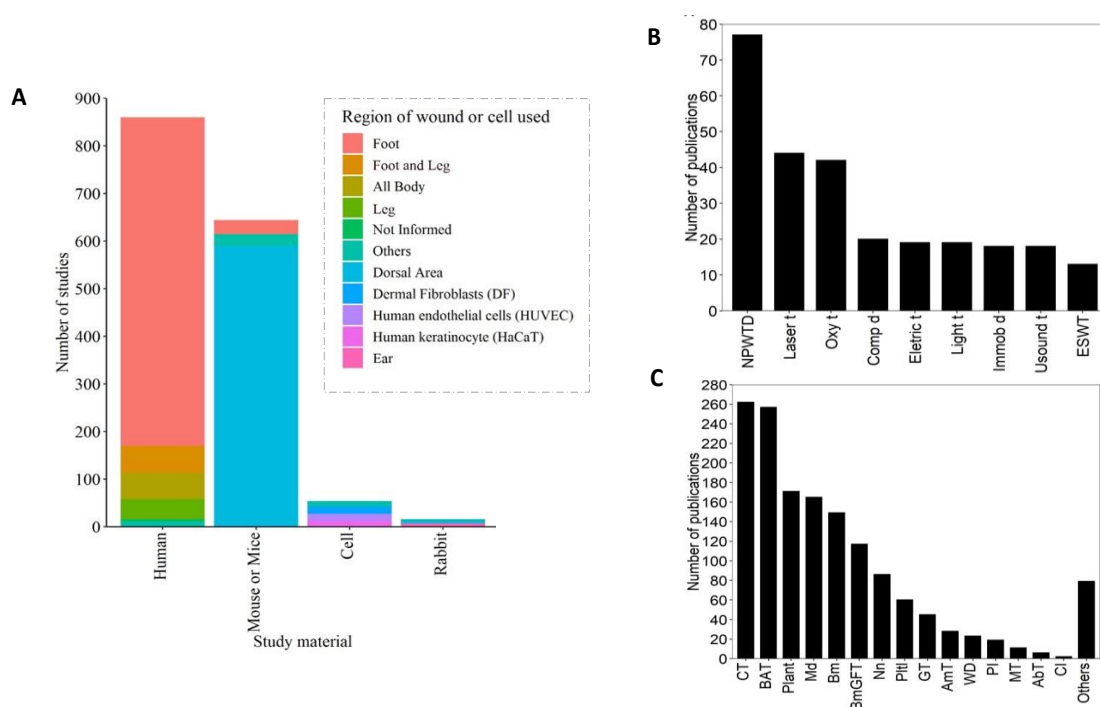 A
900
800
700
600
500
400
300
200
100
0
Number of studies
Human
Mouse or Mice
Cell
Rabbit
Study material
Region of wound or cell used
Foot
Foot and Leg
All Body
Leg
Not Informed
Others
Dorsal Area
Dermal Fibroblasts (DF)
Human endothelial cells (HUVEC)
Human keratinocyte (HaCaT)
Ear
B
80
70
60
50
40
30
20
10
0
Number of publications
NPWTD
Laser t
Oxy t
Comp d
Eletric t
Light t
Immob d
Usound t
ESWT
C
280
260
240
220
200
180
160
140
120
100
80
60
40
20
0
Number of publications
CT
BAT
Plant
Md
Bm
BmGFT
Nn
GT
AmT
WD
MT
AbT
Others